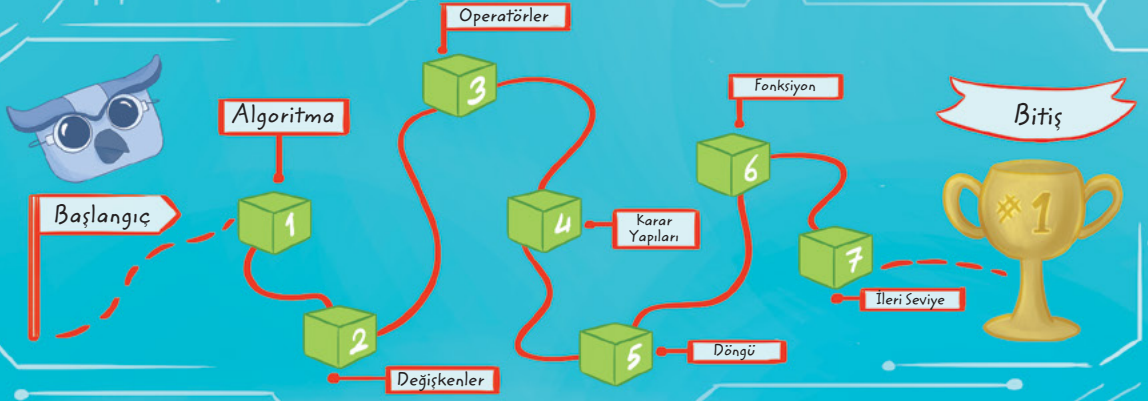 Başlangıç
Algoritma
1
2
Değişkenler
Operatörler
3
4
Karar
Yapıları
5
Döngü
Fonksiyon
6
7
İleri Seviye
Bitiş
#1